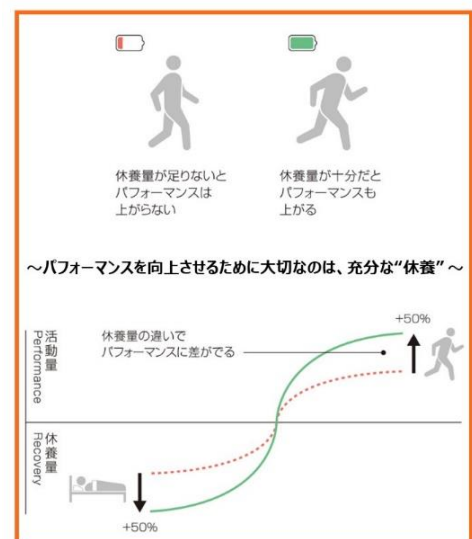 休養量が足りないと
パフォーマンスは
上がらない
休養量が十分だと
パフォーマンスも
上がる
～パフォーマンスを向上させるために大切なのは、充分な“休養”～
+50%
活動量
Performance
休養量の違いで
パフォーマンスに差がでる
休養量
Recovery
+50%